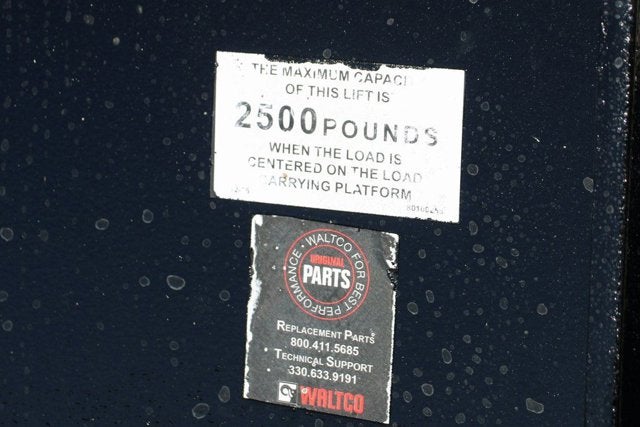 THE MAXIMUM CAPACI
OF THIS LIFT IS
2500 POUNDS
WHEN THE LOAD IS
CENTERED ON THE LOAD
CARRYING PLATFORM
WALTCO FOR BEST PERFORMANCE
ORIGINAL
PARTS
REPLACEMENT PARTS
800.411.5685
TECHNICAL SUPPORT
330.633.9191
WALTCO